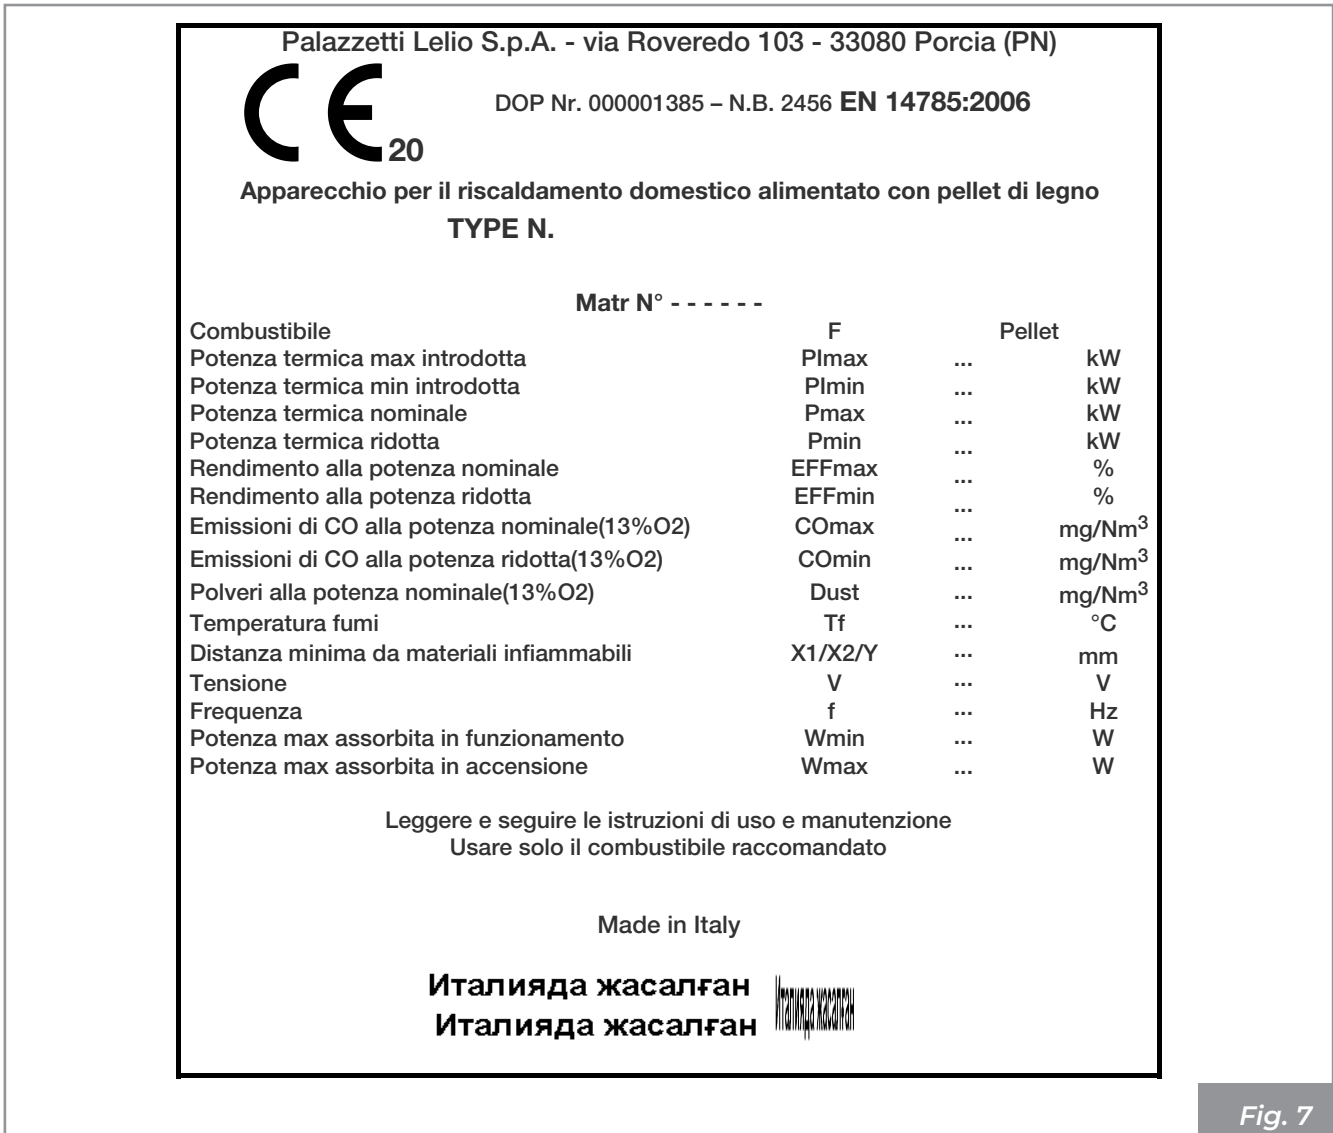 Palazzetti Lelio S.p.A. - via Roveredo 103 - 33080 Porcia (PN)
CE 20 DOP Nr. 000001385 – N.B. 2456 EN 14785:2006
Apparecchio per il riscaldamento domestico alimentato con pellet di legno
TYPE N.
Matr N° - - - - - -
Combustibile F Pellet
Potenza termica max introdotta PImax ... kW
Potenza termica min introdotta PImin ... kW
Potenza termica nominale Pmax ... kW
Potenza termica ridotta Pmin ... kW
Rendimento alla potenza nominale EFFmax ... %
Rendimento alla potenza ridotta EFFmin ... %
Emissioni di CO alla potenza nominale(13%O2) COmax ... mg/Nm³
Emissioni di CO alla potenza ridotta(13%O2) COmin ... mg/Nm³
Polveri alla potenza nominale(13%O2) Dust ... mg/Nm³
Temperatura fumi Tf ... °C
Distanza minima da materiali infiammabili X1/X2/Y ... mm
Tensione V ... V
Frequenza f ... Hz
Potenza max assorbita in funzionamento Wmin ... W
Potenza max assorbita in accensione Wmax ... W
Leggere e seguire le istruzioni di uso e manutenzione
Usare solo il combustibile raccomandato
Made in Italy
Италияда жасалған Италияда жасалған
Италияда жасалған
Fig. 7